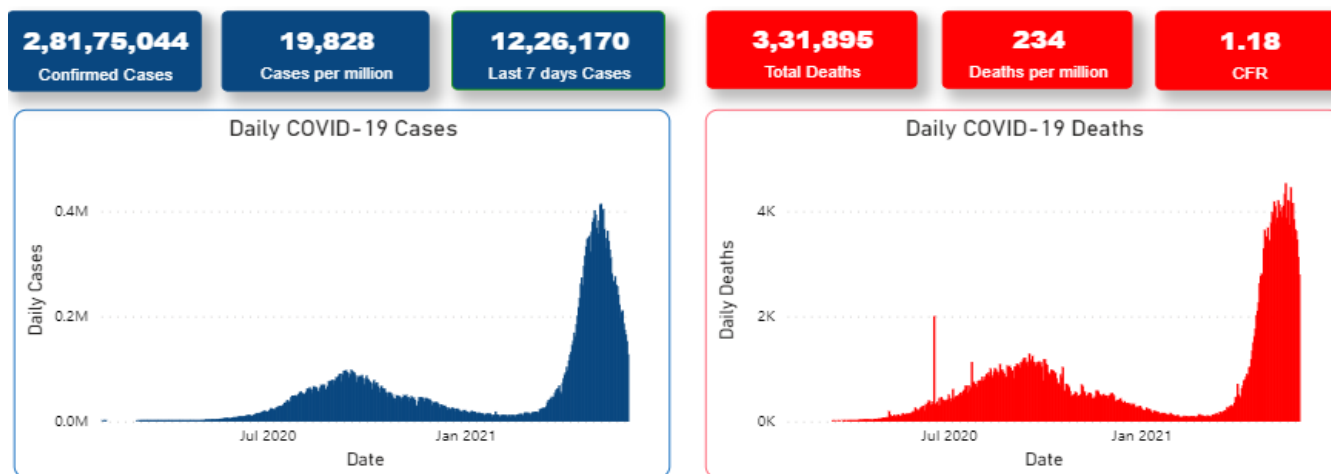 2,81,75,044
Confirmed Cases
19,828
Cases per million
12,26,170
Last 7 days Cases
3,31,895
Total Deaths
234
Deaths per million
1.18
CFR
Daily COVID-19 Cases
0.4M
0.2M
0.0M
Daily Cases
Jul 2020
Jan 2021
Date
Daily COVID-19 Deaths
4K
2K
0K
Daily Deaths
Jul 2020
Jan 2021
Date